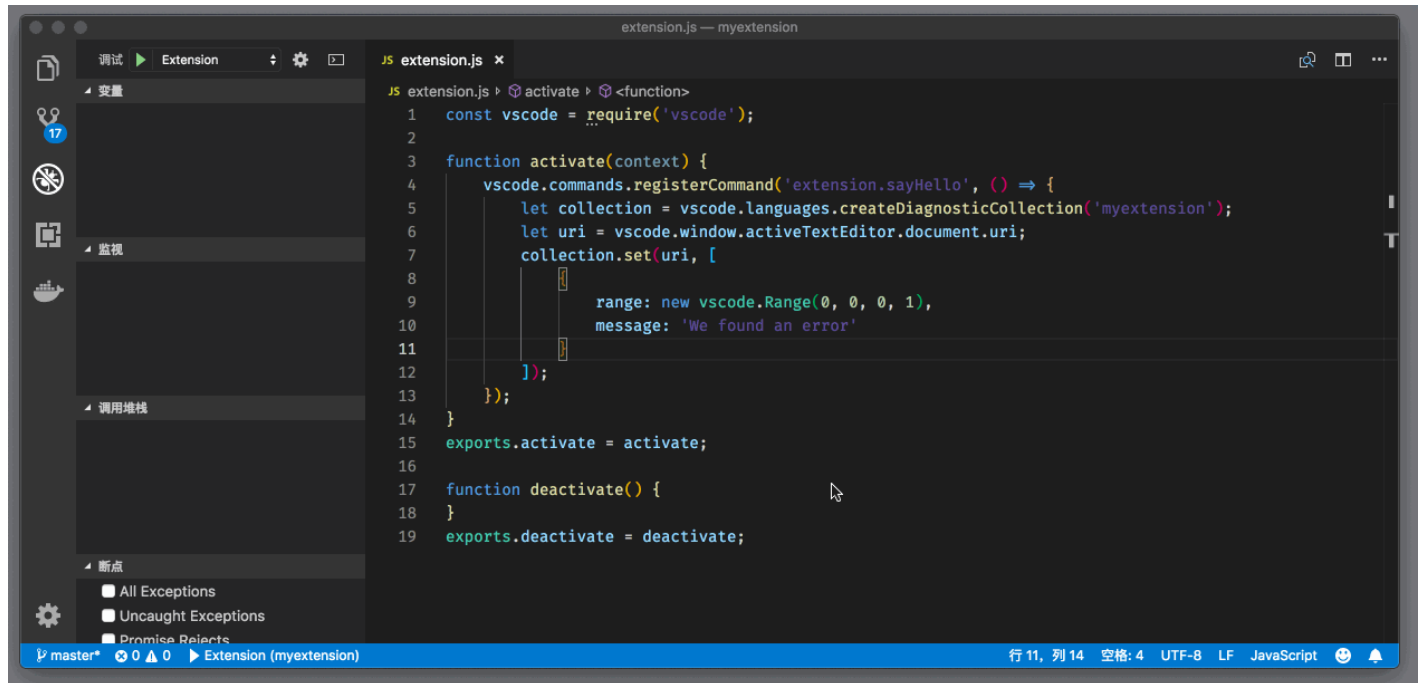 extension.js — myextension
调试 Extension
JS extension.js ×
变量
JS extension.js activate <function>
17
监视
调用堆栈
断点
All Exceptions
Uncaught Exceptions
Promise Rejects
1 const vscode = require('vscode');
2
3 function activate(context) {
4 vscode.commands.registerCommand('extension.sayHello', () ⇒ {
5 let collection = vscode.languages.createDiagnosticCollection('myextension');
6 let uri = vscode.window.activeTextEditor.document.uri;
7 collection.set(uri, [
8 {
9 range: new vscode.Range(0, 0, 0, 1),
10 message: 'We found an error'
11 }
12 ]);
13 });
14 }
15 exports.activate = activate;
16
17 function deactivate() {
18 }
19 exports.deactivate = deactivate;
master* 0 0 Extension (myextension) 行 11, 列 14 空格: 4 UTF-8 LF JavaScript